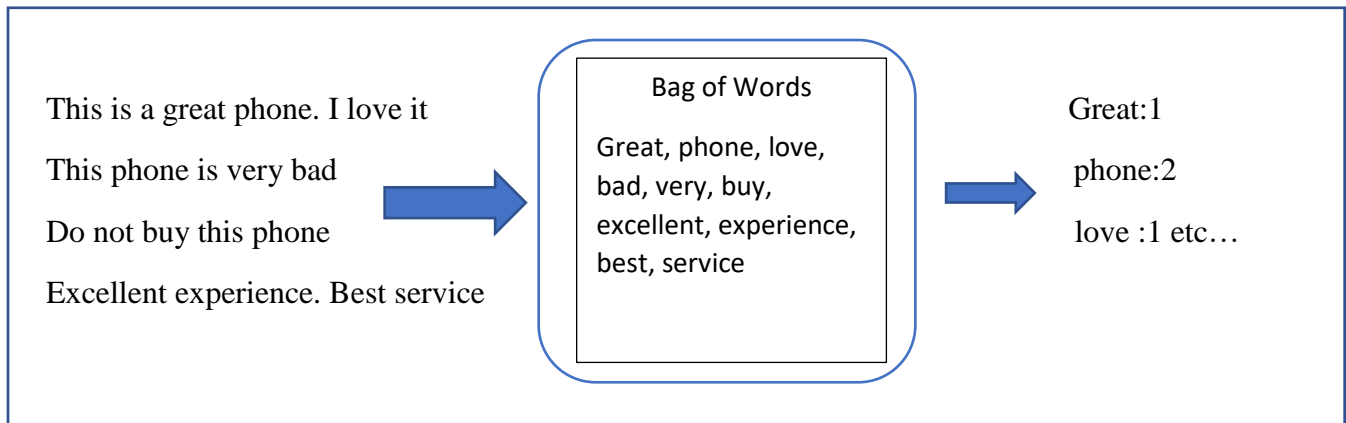 This is a great phone. I love it
This phone is very bad
Do not buy this phone
Excellent experience. Best service
Bag of Words
Great, phone, love,
bad, very, buy,
excellent, experience,
best, service
Great:1
phone:2
love :1 etc…